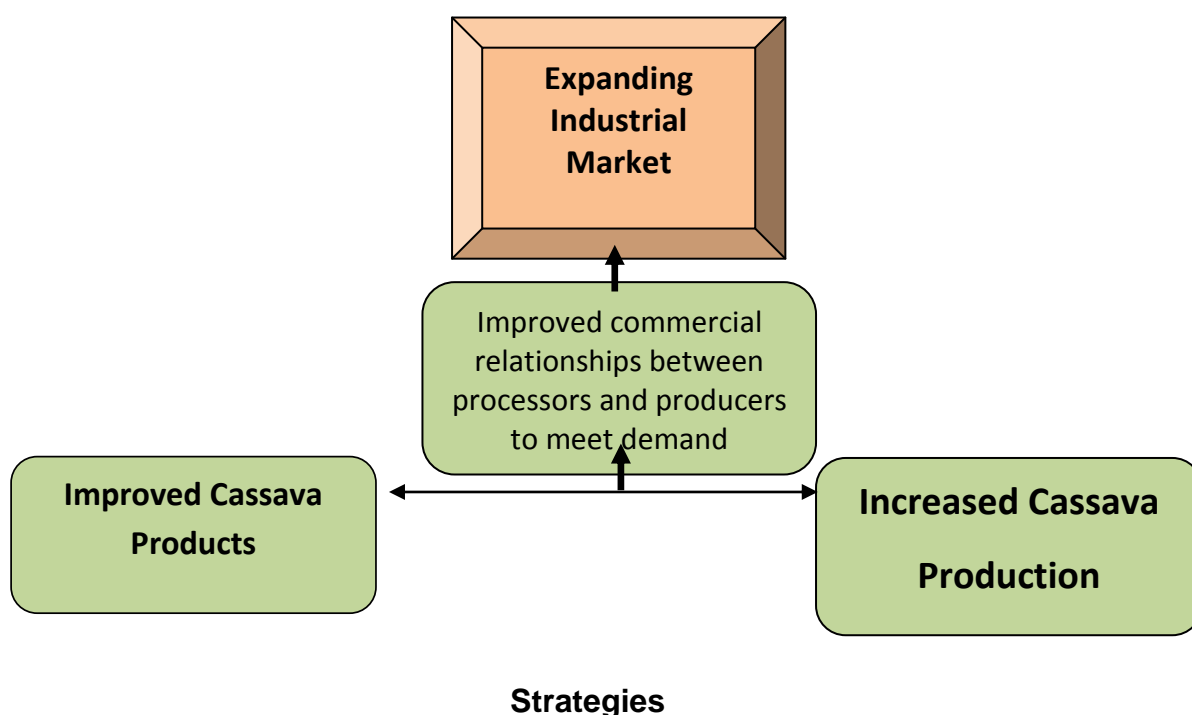 Expanding
Industrial
Market
Improved commercial
relationships between
processors and producers
to meet demand
Improved Cassava
Products
Increased Cassava
Production
Strategies